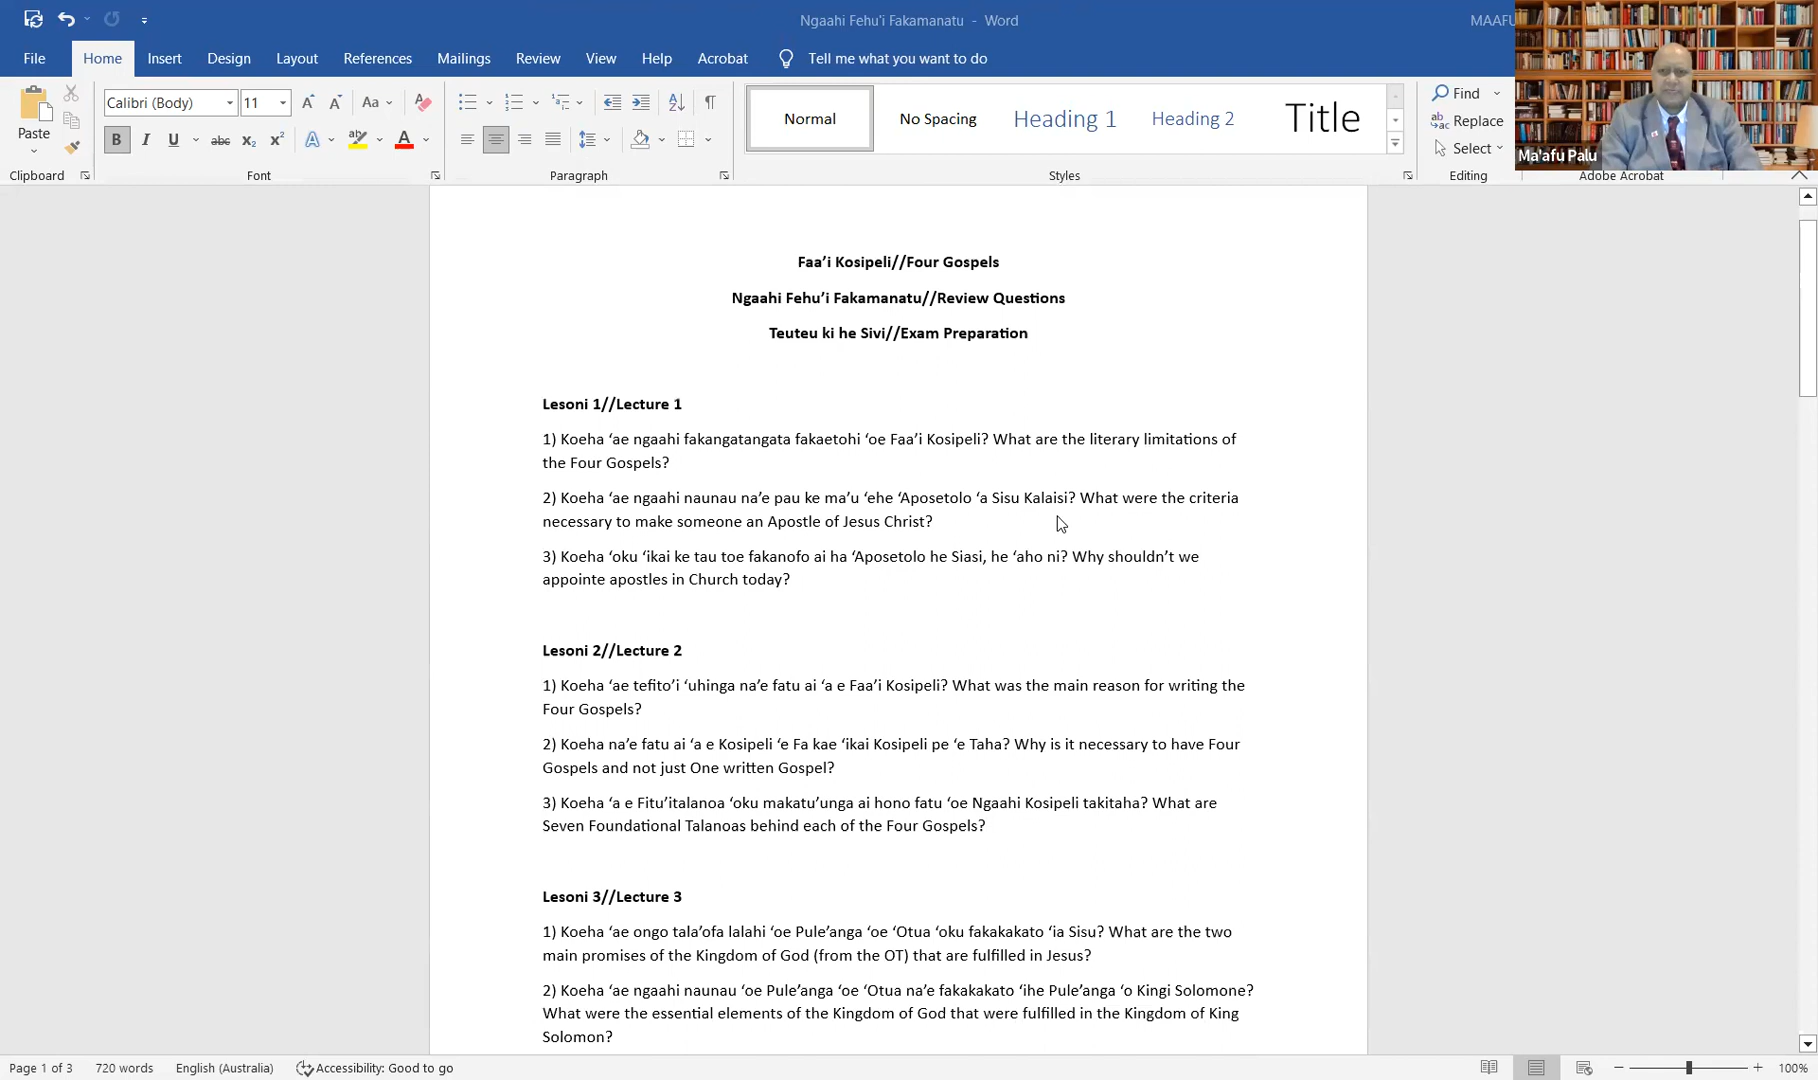 Ngaahi Fehu'i Fakamanatu - Word
MAAFU
File Home Insert Design Layout References Mailings Review View Help Acrobat Tell me what you want to do
Paste
Calibri (Body) 11
Normal No Spacing Heading 1 Heading 2 Title
Find
Replace
Select
Clipboard Font Paragraph Styles Editing Adobe Acrobat
Ma'afu Palu
Faa’i Kosipeli//Four Gospels
Ngaahi Fehu’i Fakamanatu//Review Questions
Teuteu ki he Sivi//Exam Preparation
Lesoni 1//Lecture 1
1) Koeha ‘ae ngaahi fakangatangata fakaetohi ‘oe Faa’i Kosipeli? What are the literary limitations of
the Four Gospels?
2) Koeha ‘ae ngaahi naunau na’e pau ke ma’u ‘ehe ‘Aposetolo ‘a Sisu Kalaisi? What were the criteria
necessary to make someone an Apostle of Jesus Christ?
3) Koeha ‘oku ‘ikai ke tau toe fakanofo ai ha ‘Aposetolo he Siasi, he ‘aho ni? Why shouldn’t we
appointe apostles in Church today?
Lesoni 2//Lecture 2
1) Koeha ‘ae tefito’i ‘uhinga na’e fatu ai ‘a e Faa’i Kosipeli? What was the main reason for writing the
Four Gospels?
2) Koeha na’e fatu ai ‘a e Kosipeli ‘e Fa kae ‘ikai Kosipeli pe ‘e Taha? Why is it necessary to have Four
Gospels and not just One written Gospel?
3) Koeha ‘a e Fitu’italanoa ‘oku makatu’unga ai hono fatu ‘oe Ngaahi Kosipeli takitaha? What are
Seven Foundational Talanoas behind each of the Four Gospels?
Lesoni 3//Lecture 3
1) Koeha ‘ae ongo tala’ofa lalahi ‘oe Pule’anga ‘oe ‘Otua ‘oku fakakakato ‘ia Sisu? What are the two
main promises of the Kingdom of God (from the OT) that are fulfilled in Jesus?
2) Koeha ‘ae ngaahi naunau ‘oe Pule’anga ‘oe ‘Otua na’e fakakakato ‘ihe Pule’anga ‘o Kingi Solomone?
What were the essential elements of the Kingdom of God that were fulfilled in the Kingdom of King
Solomon?
Page 1 of 3 720 words English (Australia) Accessibility: Good to go 100%